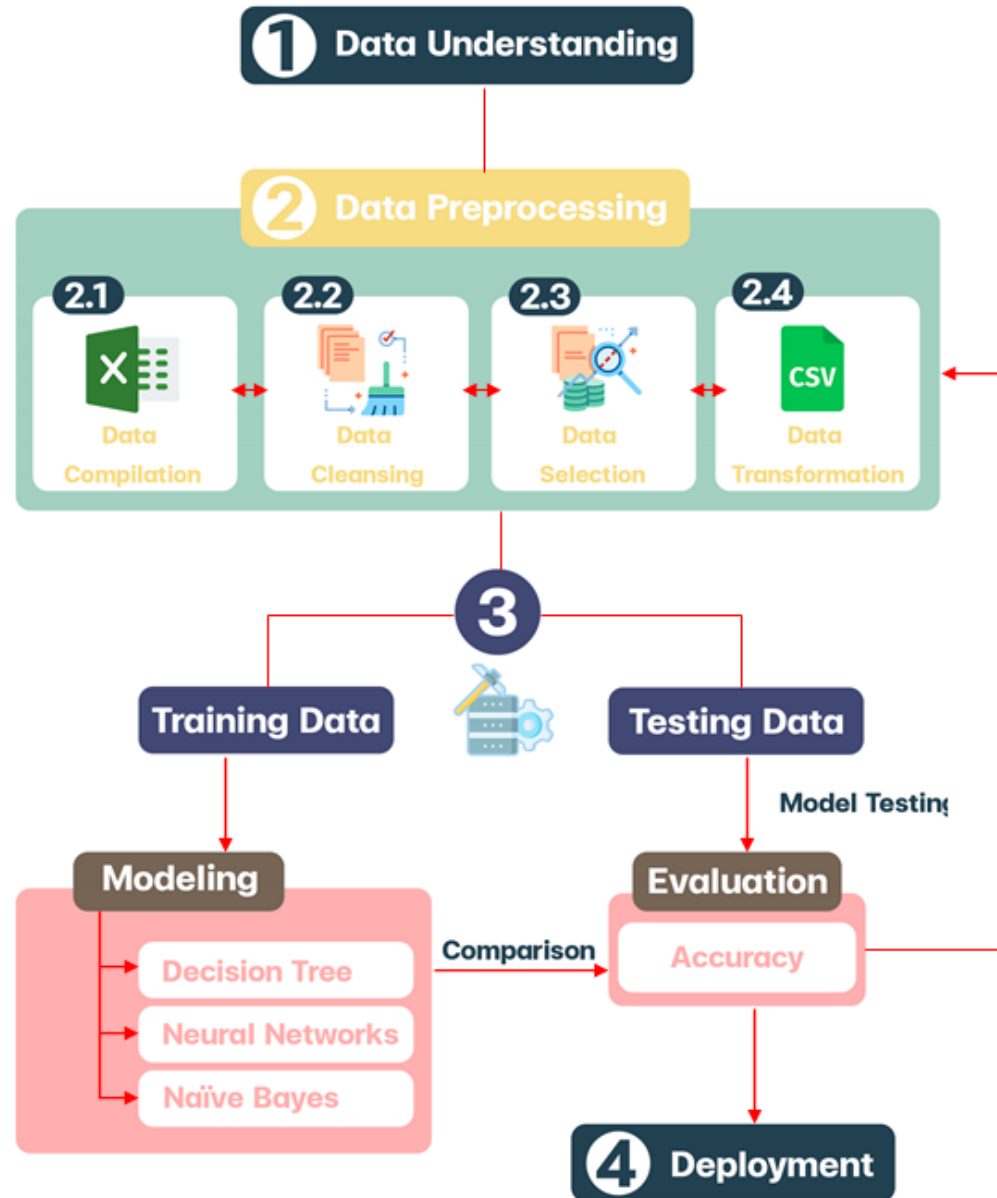 1 Data Understanding
2 Data Preprocessing
2.1
2.2
2.3
2.4
X
CSV
Data
Compilation
Data
Cleansing
Data
Selection
Data
Transformation
3
Training Data
Testing Data
Model Testing
Modeling
Evaluation
Decision Tree
Neural Networks
Naïve Bayes
Comparison
Accuracy
4 Deployment